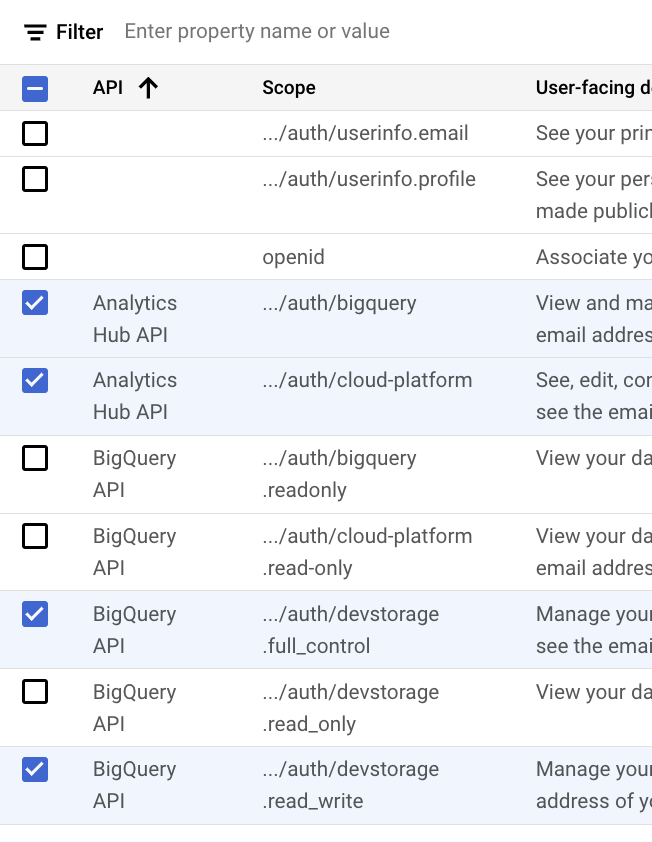 Filter Enter property name or value
API Scope User-facing d
.../auth/userinfo.email See your prin
.../auth/userinfo.profile See your pers
made publicl
openid Associate yo
Analytics .../auth/bigquery View and ma
Hub API email addres
Analytics .../auth/cloud-platform See, edit, con
Hub API see the emai
BigQuery .../auth/bigquery View your da
API .readonly
BigQuery .../auth/cloud-platform View your da
API .read-only email addres
BigQuery .../auth/devstorage Manage your
API .full_control see the emai
BigQuery .../auth/devstorage View your da
API .read_only
BigQuery .../auth/devstorage Manage your
API .read_write address of yo